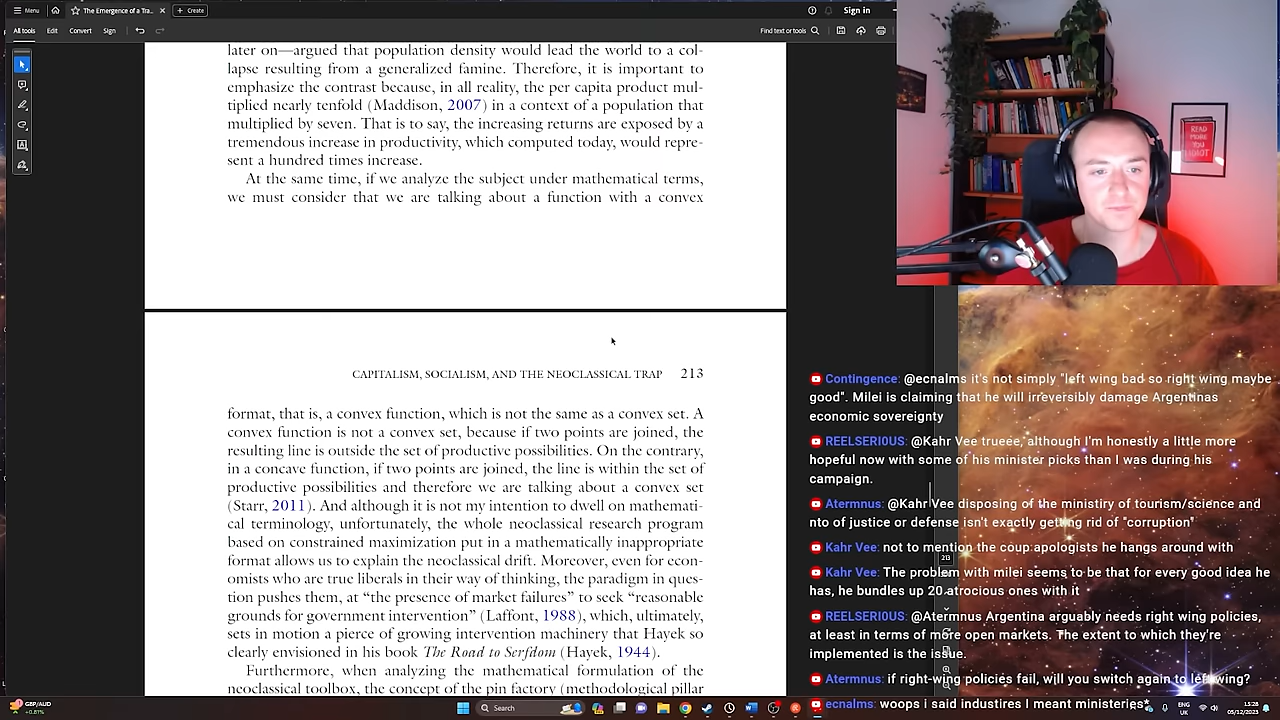 Menu
The Emergence of a Tra...
Create
Sign in
All tools Edit Convert Sign
Find text or tools
later on—argued that population density would lead the world to a col-
lapse resulting from a generalized famine. Therefore, it is important to
emphasize the contrast because, in all reality, the per capita product mul-
tiplied nearly tenfold (Maddison, 2007) in a context of a population that
multiplied by seven. That is to say, the increasing returns are exposed by a
tremendous increase in productivity, which computed today, would repre-
sent a hundred times increase.
At the same time, if we analyze the subject under mathematical terms,
we must consider that we are talking about a function with a convex
CAPITALISM, SOCIALISM, AND THE NEOCLASSICAL TRAP 213
format, that is, a convex function, which is not the same as a convex set. A
convex function is not a convex set, because if two points are joined, the
resulting line is outside the set of productive possibilities. On the contrary,
in a concave function, if two points are joined, the line is within the set of
productive possibilities and therefore we are talking about a convex set
(Starr, 2011). And although it is not my intention to dwell on mathemati-
cal terminology, unfortunately, the whole neoclassical research program
based on constrained maximization put in a mathematically inappropriate
format allows us to explain the neoclassical drift. Moreover, even for econ-
omists who are true liberals in their way of thinking, the paradigm in ques-
tion pushes them, at “the presence of market failures” to seek “reasonable
grounds for government intervention” (Laffont, 1988), which, ultimately,
sets in motion a pierce of growing intervention machinery that Hayek so
clearly envisioned in his book The Road to Serfdom (Hayek, 1944).
Furthermore, when analyzing the mathematical formulation of the
neoclassical toolbox, the concept of the pin factory (methodological pillar
READ
MORE
YOU
IDIOT
Contingence: @ecnalms it's not simply "left wing bad so right wing maybe
good". Milei is claiming that he will irreversibly damage Argentinas
economic sovereignty
REELSERI0US: @Kahr Vee trueee, although I'm honestly a little more
hopeful now with some of his minister picks than I was during his
campaign.
Atermnus: @Kahr Vee disposing of the ministry of tourism/science and
nto of justice or defense isn't exactly getting rid of "corruption"
Kahr Vee: not to mention the coup apologists he hangs around with
213
Kahr Vee: The problem with milei seems to be that for every good idea he
has, he bundles up 20 atrocious ones with it
REELSERI0US: @Atermnus Argentina arguably needs right wing policies,
at least in terms of more open markets. The extent to which they're
implemented is the issue.
Atermnus: if right-wing policies fail, will you switch again to left wing?
ecnalms: woops i said industires I meant ministeries*
GBP/AUD
+0.81%
Search
ENG
UK
15:28
05/12/2023